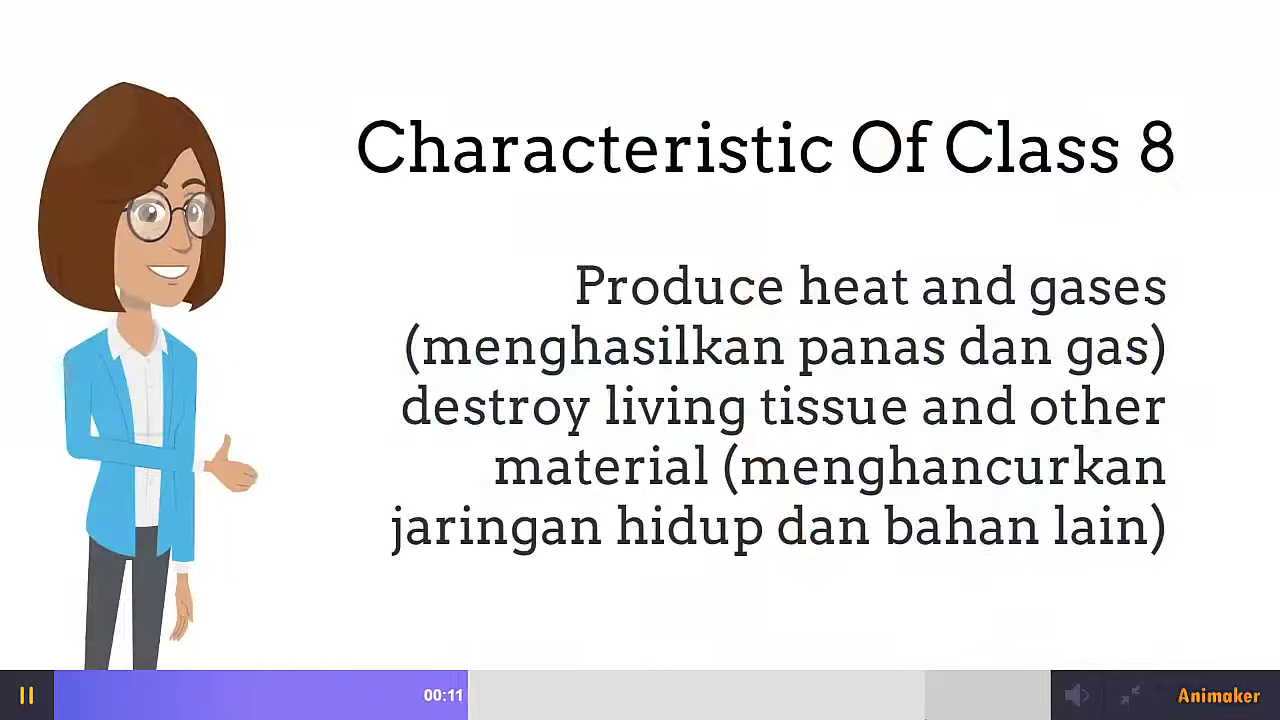 Characteristic Of Class 8
Produce heat and gases
(menghasilkan panas dan gas)
destroy living tissue and other
material (menghancurkan
jaringan hidup dan bahan lain)
00:11
Animaker